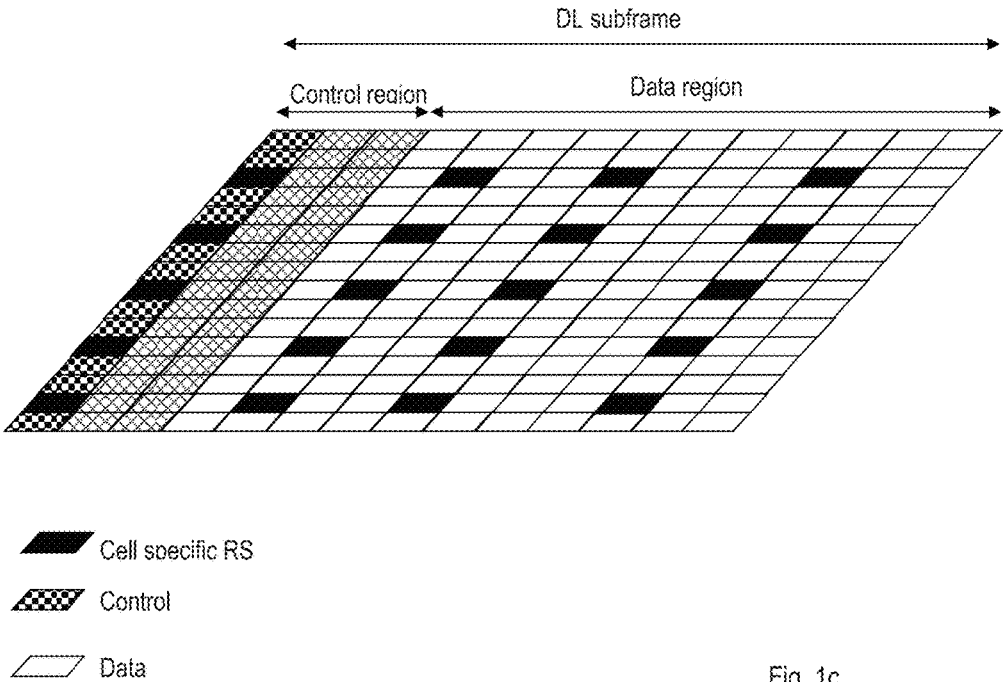 DL subframe
Control region
Data region
Cell specific RS
Control
Data
Fig. 1c